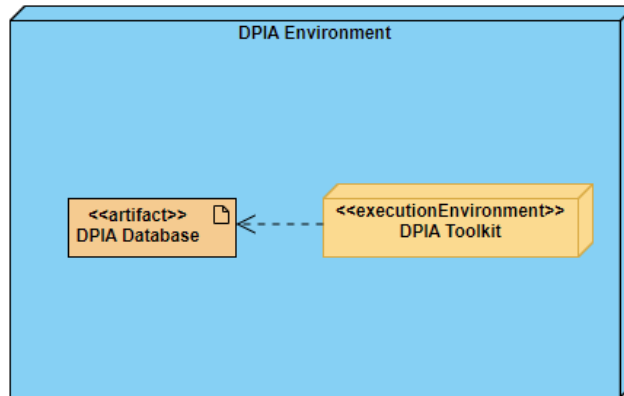 DPIA Environment
<<artifact>>
DPIA Database
<<executionEnvironment>>
DPIA Toolkit